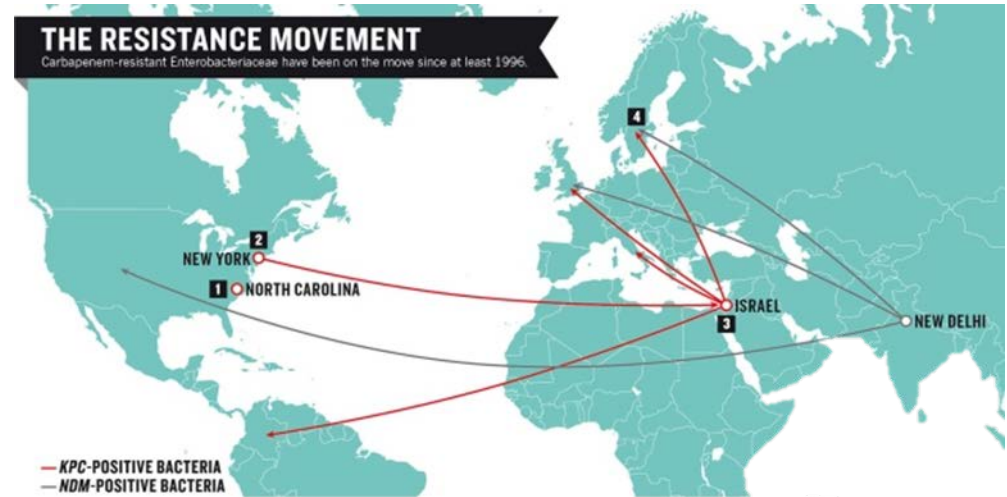 THE RESISTANCE MOVEMENT
Carbapenem-resistant Enterobacteriaceae have been on the move since at least 1996.
4
2
NEW YORK
1 NORTH CAROLINA
ISRAEL
3
NEW DELHI
KPC-POSITIVE BACTERIA
NDM-POSITIVE BACTERIA